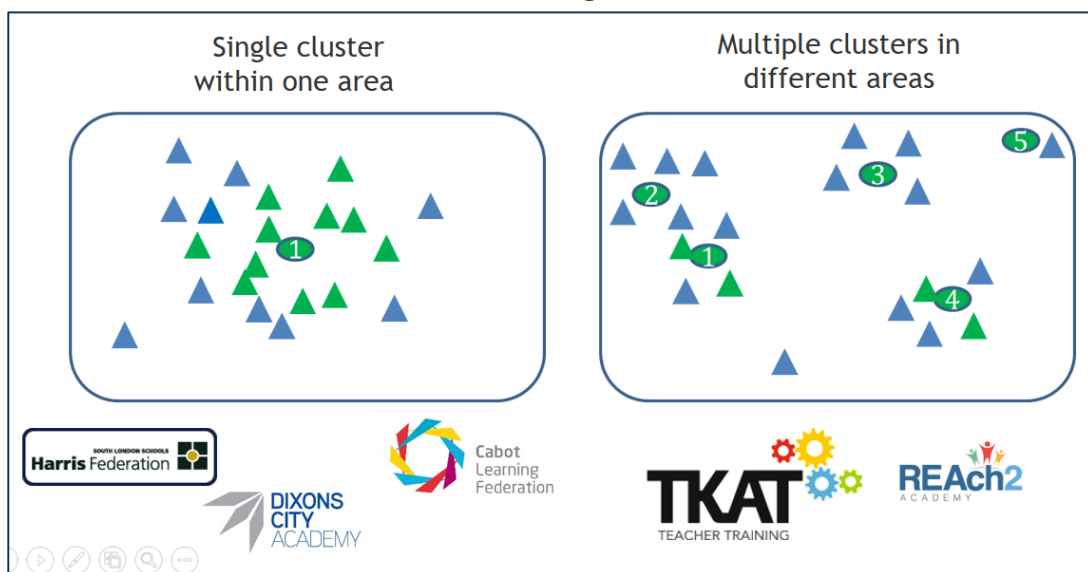 Single cluster
within one area
Multiple clusters in
different areas
1
2
1
3
5
4
SOUTH LONDON SCHOOLS
Harris Federation
DIXONS
CITY
ACADEMY
Cabot
Learning
Federation
TKAT
TEACHER TRAINING
REAch2
ACADEMY